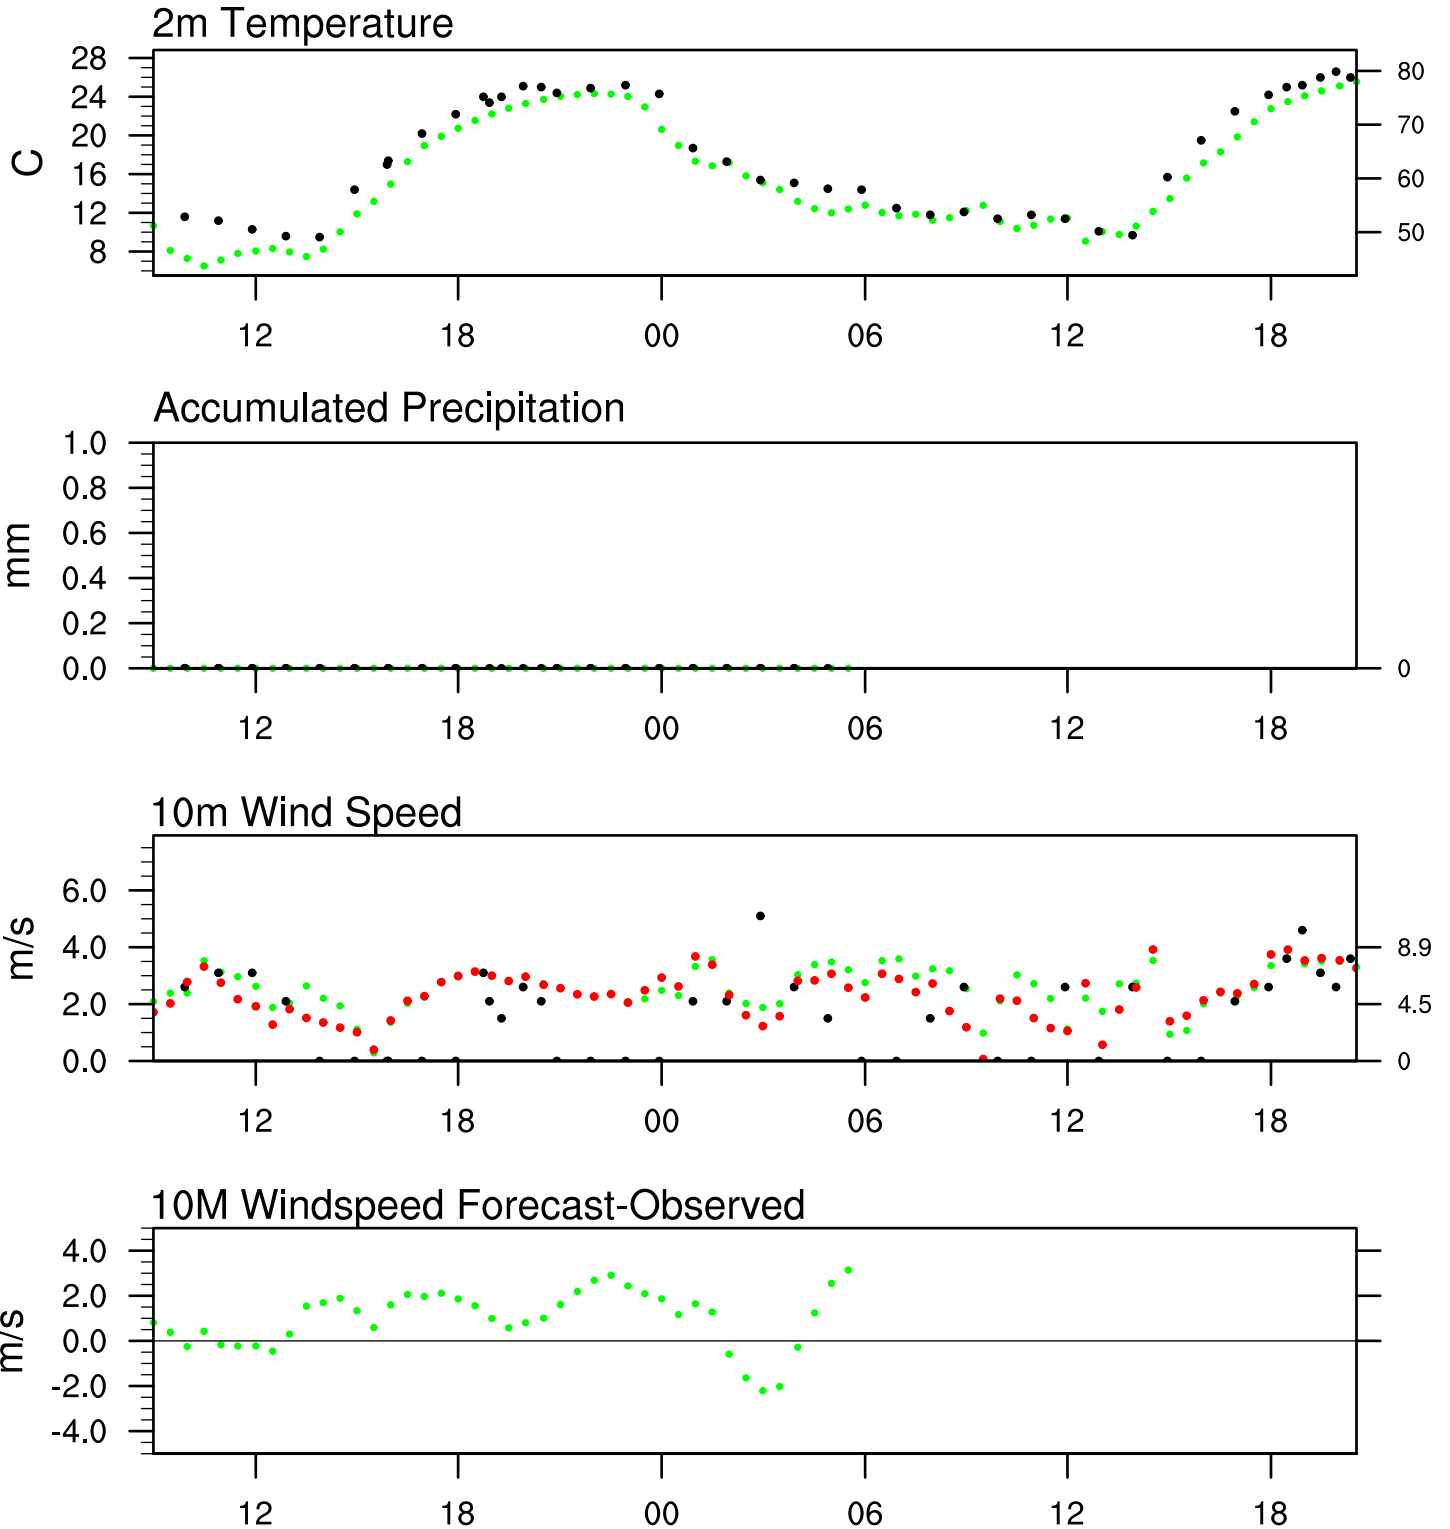 2m Temperature
28
24
20
16
12
8
C
80
70
60
50
12 18 00 06 12 18
Accumulated Precipitation
1.0
0.8
0.6
0.4
0.2
0.0
mm
0
12 18 00 06 12 18
10m Wind Speed
6.0
4.0
2.0
0.0
m/s
8.9
4.5
0
12 18 00 06 12 18
10M Windspeed Forecast-Observed
4.0
2.0
0.0
-2.0
-4.0
m/s
12 18 00 06 12 18